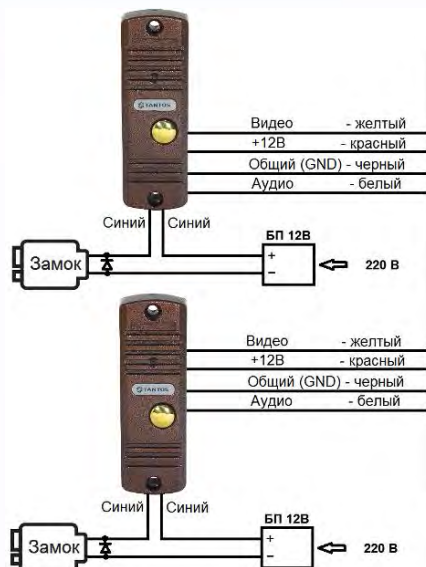 TANTOS
Видео - желтый
+12В - красный
Общий (GND) - черный
Аудио - белый
Синий Синий
БП 12В
Замок
+
−
220 В
Видео - желтый
+12В - красный
Общий (GND) - черный
TANTOS
Аудио - белый
Синий Синий
БП 12В
Замок
+
−
220 В